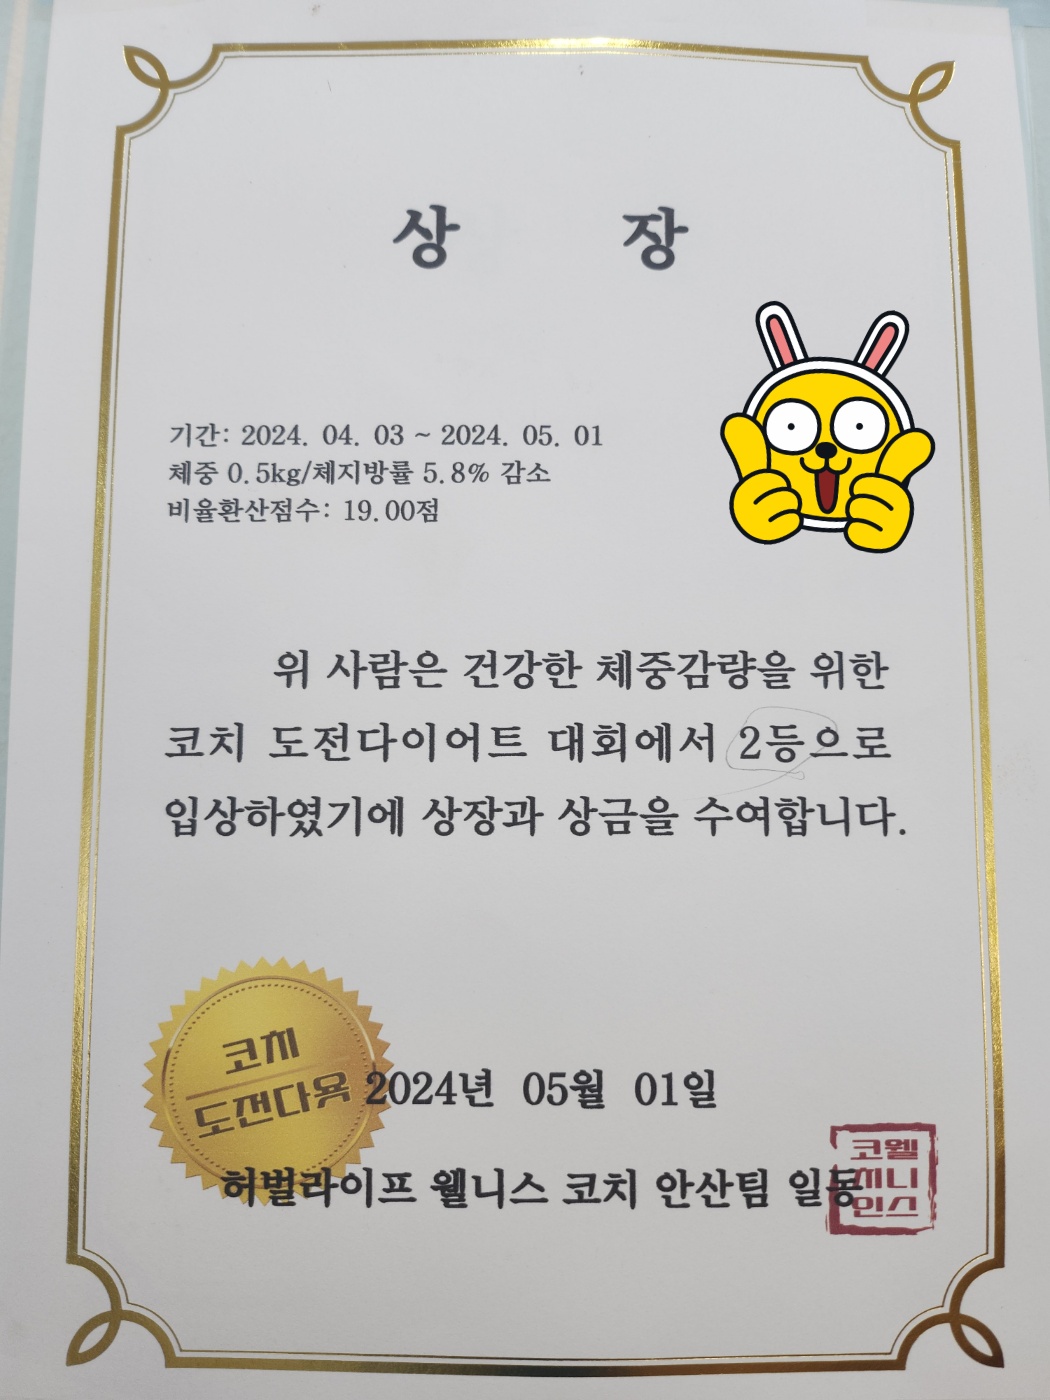 상 장
기간: 2024. 04. 03 ~ 2024. 05. 01
체중 0.5kg/체지방률 5.8% 감소
비율환산점수: 19.00점
위 사람은 건강한 체중감량을 위한
코치 도전다이어트 대회에서 2등으로
입상하였기에 상장과 상금을 수여합니다.
코치
도전다욧
2024년 05월 01일
허벌라이프 웰니스 코치 안산팀 일동
코웰
치니
인스